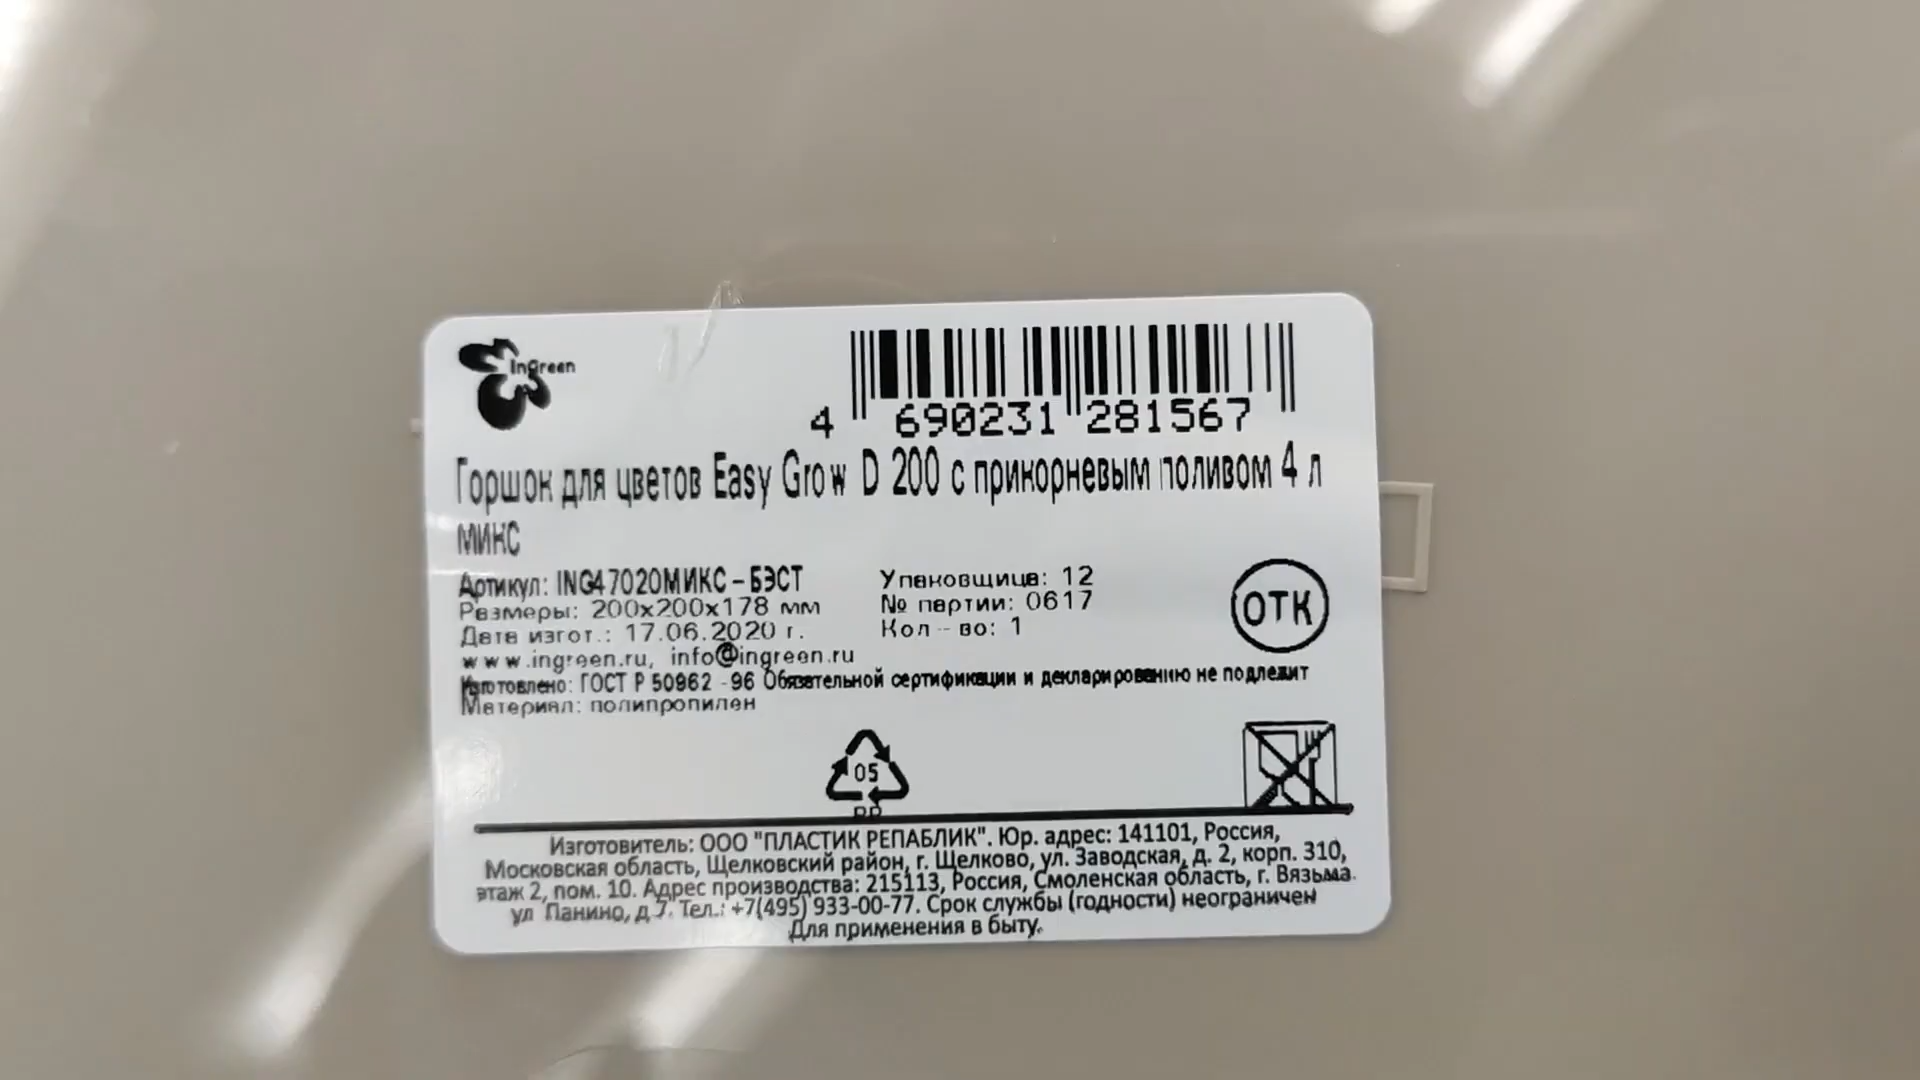 InGreen
4 690231 281567
Горшок для цветов Easy Grow D 200 с прикорневым поливом 4 л
микс
Артикул: ING47020МИКС-БЭСТ
Упаковщица: 12
Размеры: 200x200x178 мм
№ партии: 0617
Дата изгот.: 17.06.2020 г.
Кол-во: 1
ОТК
www.ingreen.ru, info@ingreen.ru
Изготовлено: ГОСТ Р 50962-96 Обязательной сертификации и декларированию не подлежит
Материал: полипропилен
05
PP
Изготовитель: ООО "ПЛАСТИК РЕПАБЛИК". Юр. адрес: 141101, Россия,
Московская область, Щелковский район, г. Щелково, ул. Заводская, д. 2, корп. 310,
этаж 2, пом. 10. Адрес производства: 215113, Россия, Смоленская область, г. Вязьма
ул Панино, д 7. Тел.: +7(495) 933-00-77. Срок службы (годности) неограничен
Для применения в быту.